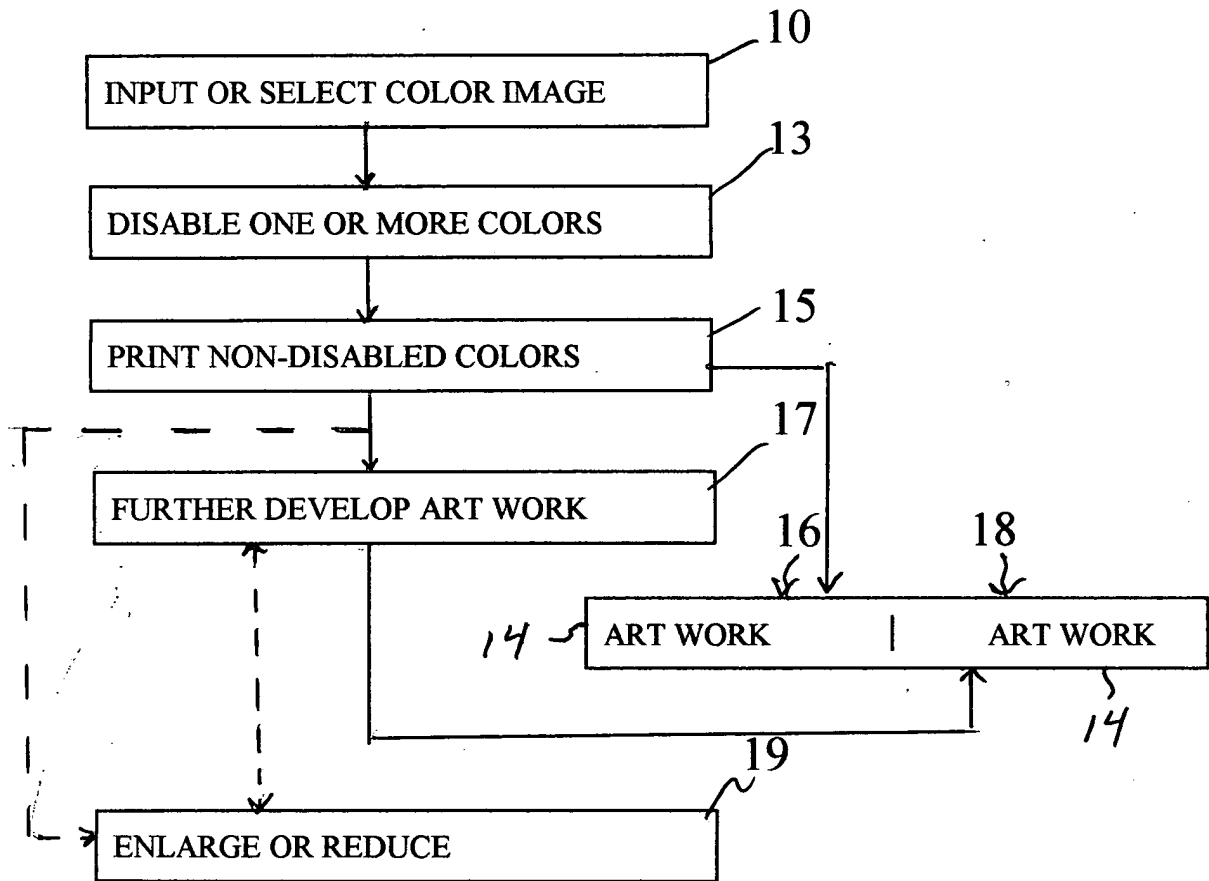 10
INPUT OR SELECT COLOR IMAGE
13
DISABLE ONE OR MORE COLORS
15
PRINT NON-DISABLED COLORS
17
FURTHER DEVELOP ART WORK
16 18
14 ART WORK | ART WORK
14
19
ENLARGE OR REDUCE